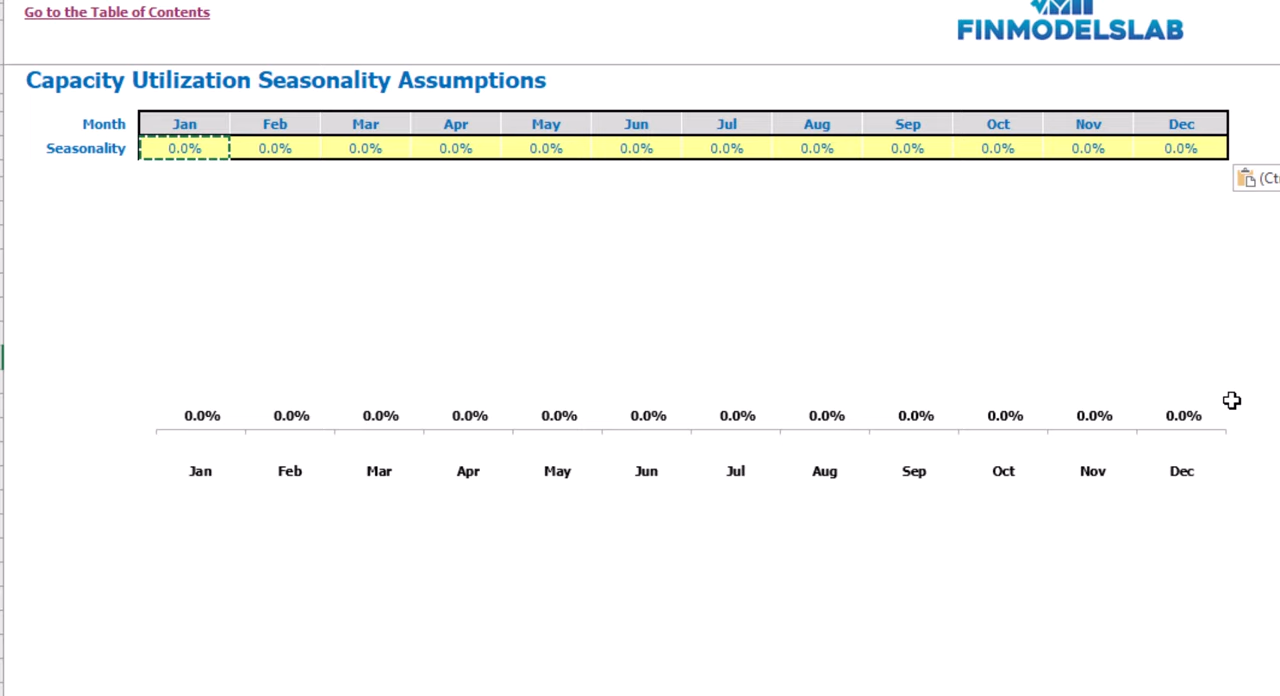 Go to the Table of Contents
FINMODELSLAB
Capacity Utilization Seasonality Assumptions
Month Jan Feb Mar Apr May Jun Jul Aug Sep Oct Nov Dec
Seasonality 0.0% 0.0% 0.0% 0.0% 0.0% 0.0% 0.0% 0.0% 0.0% 0.0% 0.0% 0.0%
0.0% 0.0% 0.0% 0.0% 0.0% 0.0% 0.0% 0.0% 0.0% 0.0% 0.0% 0.0%
Jan Feb Mar Apr May Jun Jul Aug Sep Oct Nov Dec